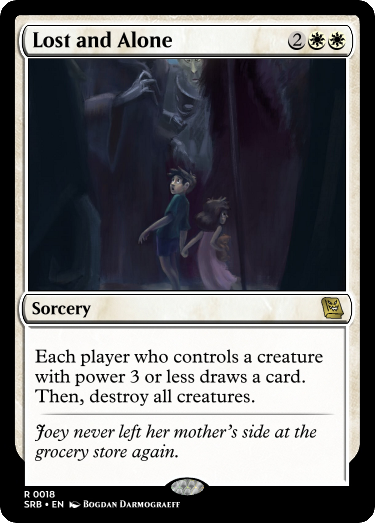 Lost and Alone 2
Sorcery
Each player who controls a creature
with power 3 or less draws a card.
Then, destroy all creatures.
Joey never left her mother's side at the
grocery store again.
R 0018
SRB • EN Bogdan Darmograeff